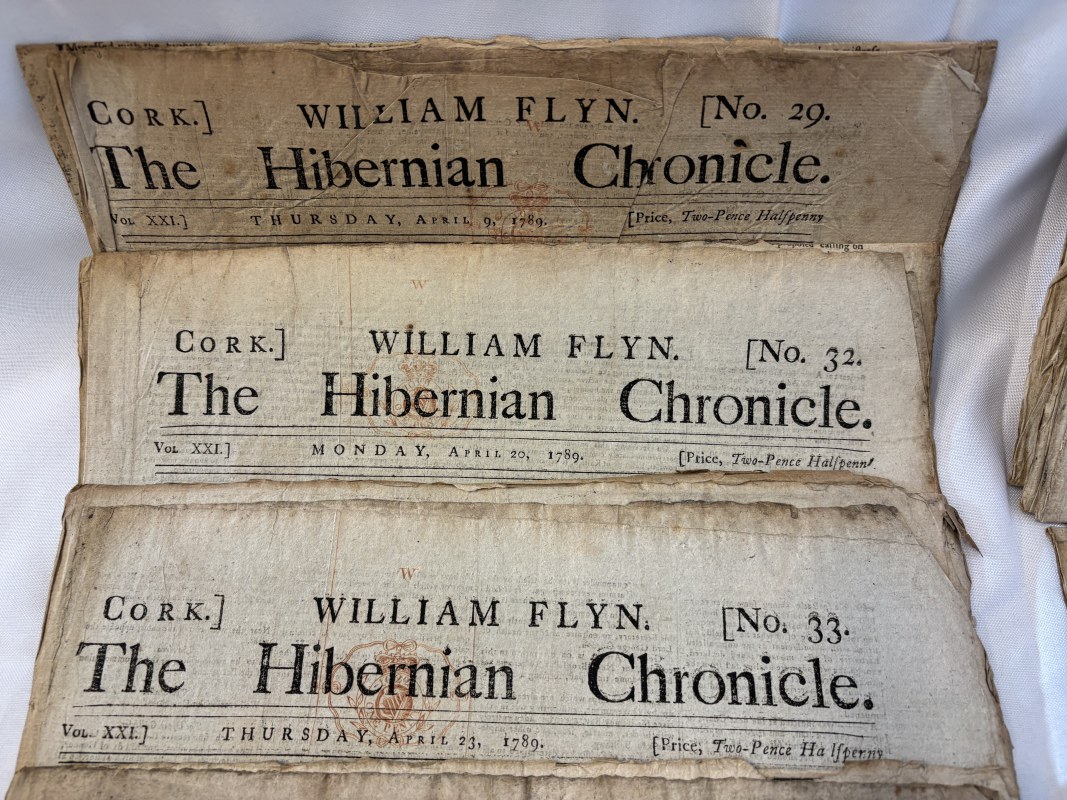 CORK.] WILLIAM FLYN. [No. 29.
The Hibernian Chronicle.
VOL XXI.] THURSDAY, APRIL 9, 1789. [Price, Two-Pence Halfpenny
calling on
W
CORK.] WILLIAM FLYN. [No. 32.
The Hibernian Chronicle.
VOL XXI.] MONDAY, APRIL 20, 1789. [Price, Two-Pence Halfpenny
W
CORK.] WILLIAM FLYN. [No. 33.
The Hibernian Chronicle.
VOL. XXI.] THURSDAY, APRIL 23, 1789. [Price, Two-Pence Halfpenny